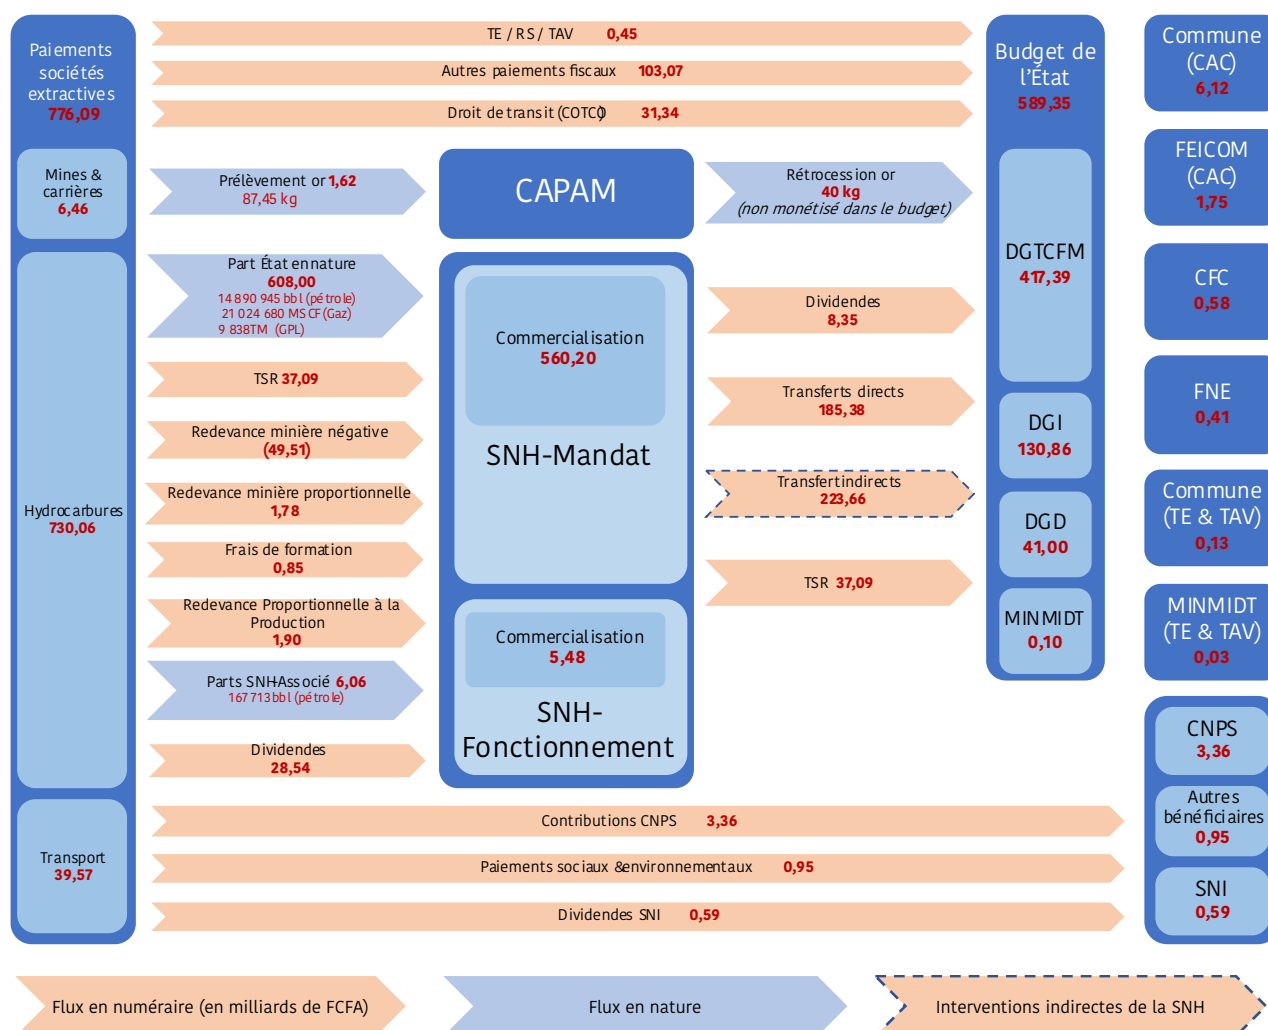 Paiements
sociétés
extractives
776,09
Mines &
carrières
6,46
Hydrocarbures
730,06
Transport
39,57
TE / RS / TAV 0,45
Autres paiements fiscaux 103,07
Droit de transit (COTCO) 31,34
Prélèvement or 1,62
87,45 kg
Part État en nature
608,00
14 890 945 bbl (pétrole)
21 024 680 MSCF (Gaz)
9 838TM (GPL)
TSR 37,09
Redevance minière négative
(49,51)
Redevance minière proportionnelle
1,78
Frais de formation
0,85
Redevance Proportionnelle à la
Production
1,90
Parts SNH-Associé 6,06
167 713 bbl (pétrole)
Dividendes
28,54
CAPAM
Commercialisation
560,20
SNH-Mandat
Commercialisation
5,48
SNH-
Fonctionnement
Rétrocession or
40 kg
(non monétisé dans le budget)
Dividendes
8,35
Transferts directs
185,38
Transfert indirects
223,66
TSR 37,09
Budget de
l’État
589,35
DGTCFM
417,39
DGI
130,86
DGD
41,00
MINMIDT
0,10
Commune
(CAC)
6,12
FEICOM
(CAC)
1,75
CFC
0,58
FNE
0,41
Commune
(TE & TAV)
0,13
MINMIDT
(TE & TAV)
0,03
CNPS
3,36
Autres
bénéficiaires
0,95
SNI
0,59
Contributions CNPS 3,36
Paiements sociaux & environnementaux 0,95
Dividendes SNI 0,59
Flux en numéraire (en milliards de FCFA)
Flux en nature
Interventions indirectes de la SNH